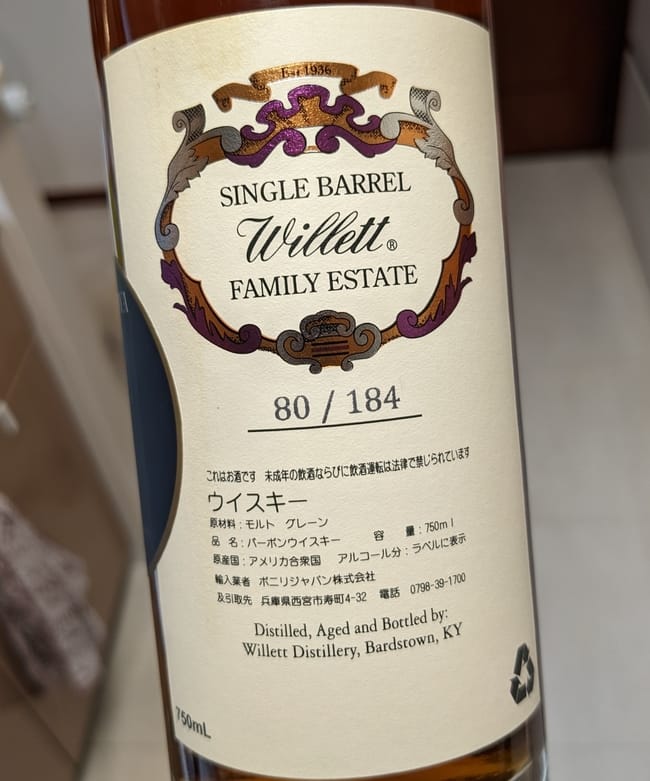 Est 1936
SINGLE BARREL
Willett®
FAMILY ESTATE
80 / 184
これはお酒です 未成年の飲酒ならびに飲酒運転は法律で禁じられています
ウイスキー
原材料：モルト グレーン
品 名：バーボンウイスキー 容 量：750ml
原産国：アメリカ合衆国 アルコール分：ラベルに表示
輸入業者 ボニリジャパン株式会社
及引取先 兵庫県西宮市寿町4-32 電話 0798-39-1700
Distilled, Aged and Bottled by:
Willett Distillery, Bardstown, KY
750mL